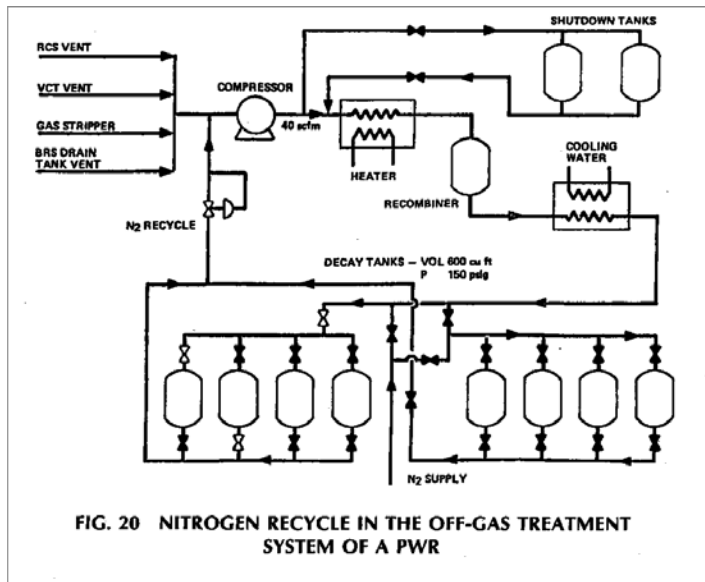 SHUTDOWN TANKS
RCS VENT
COMPRESSOR
VCT VENT
40 scfm
GAS STRIPPER
COOLING
WATER
BRS DRAIN
TANK VENT
HEATER
RECOMBINER
N2 RECYCLE
DECAY TANKS – VOL 600 cu ft
P 150 psig
N2 SUPPLY
FIG. 20 NITROGEN RECYCLE IN THE OFF-GAS TREATMENT
SYSTEM OF A PWR